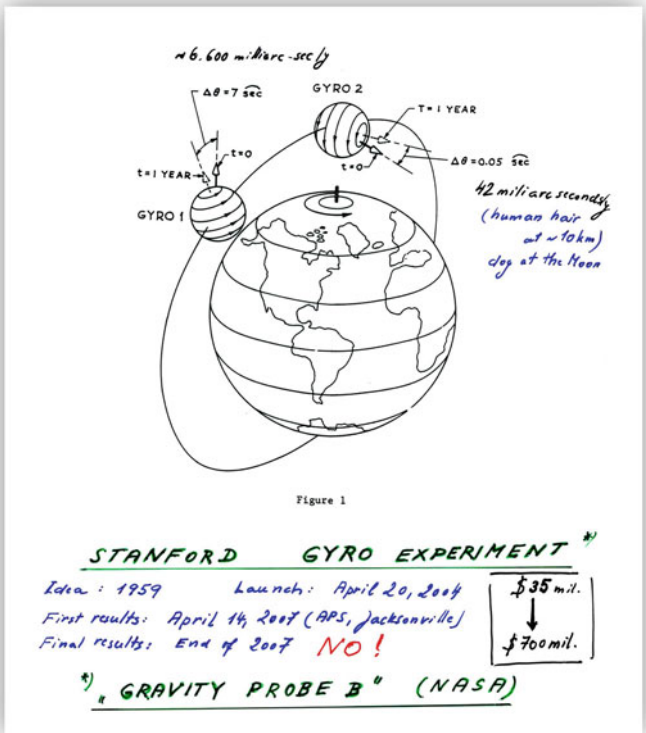 ~6.600 milliarc-sec/y
Δθ = 7 sec
GYRO 2
T = 1 YEAR
t=0
t=0
Δθ = 0.05 sec
t = 1 YEAR
GYRO 1
42 miliarcseconds/y
(human hair
at ~10km)
dog at the Moon
Figure 1
STANFORD GYRO EXPERIMENT *)
Idea : 1959 Launch: April 20, 2004
$35 mil.
First results: April 14, 2007 (APS, Jacksonville)
Final results: End of 2007 NO!
$700 mil.
*) "GRAVITY PROBE B" (NASA)